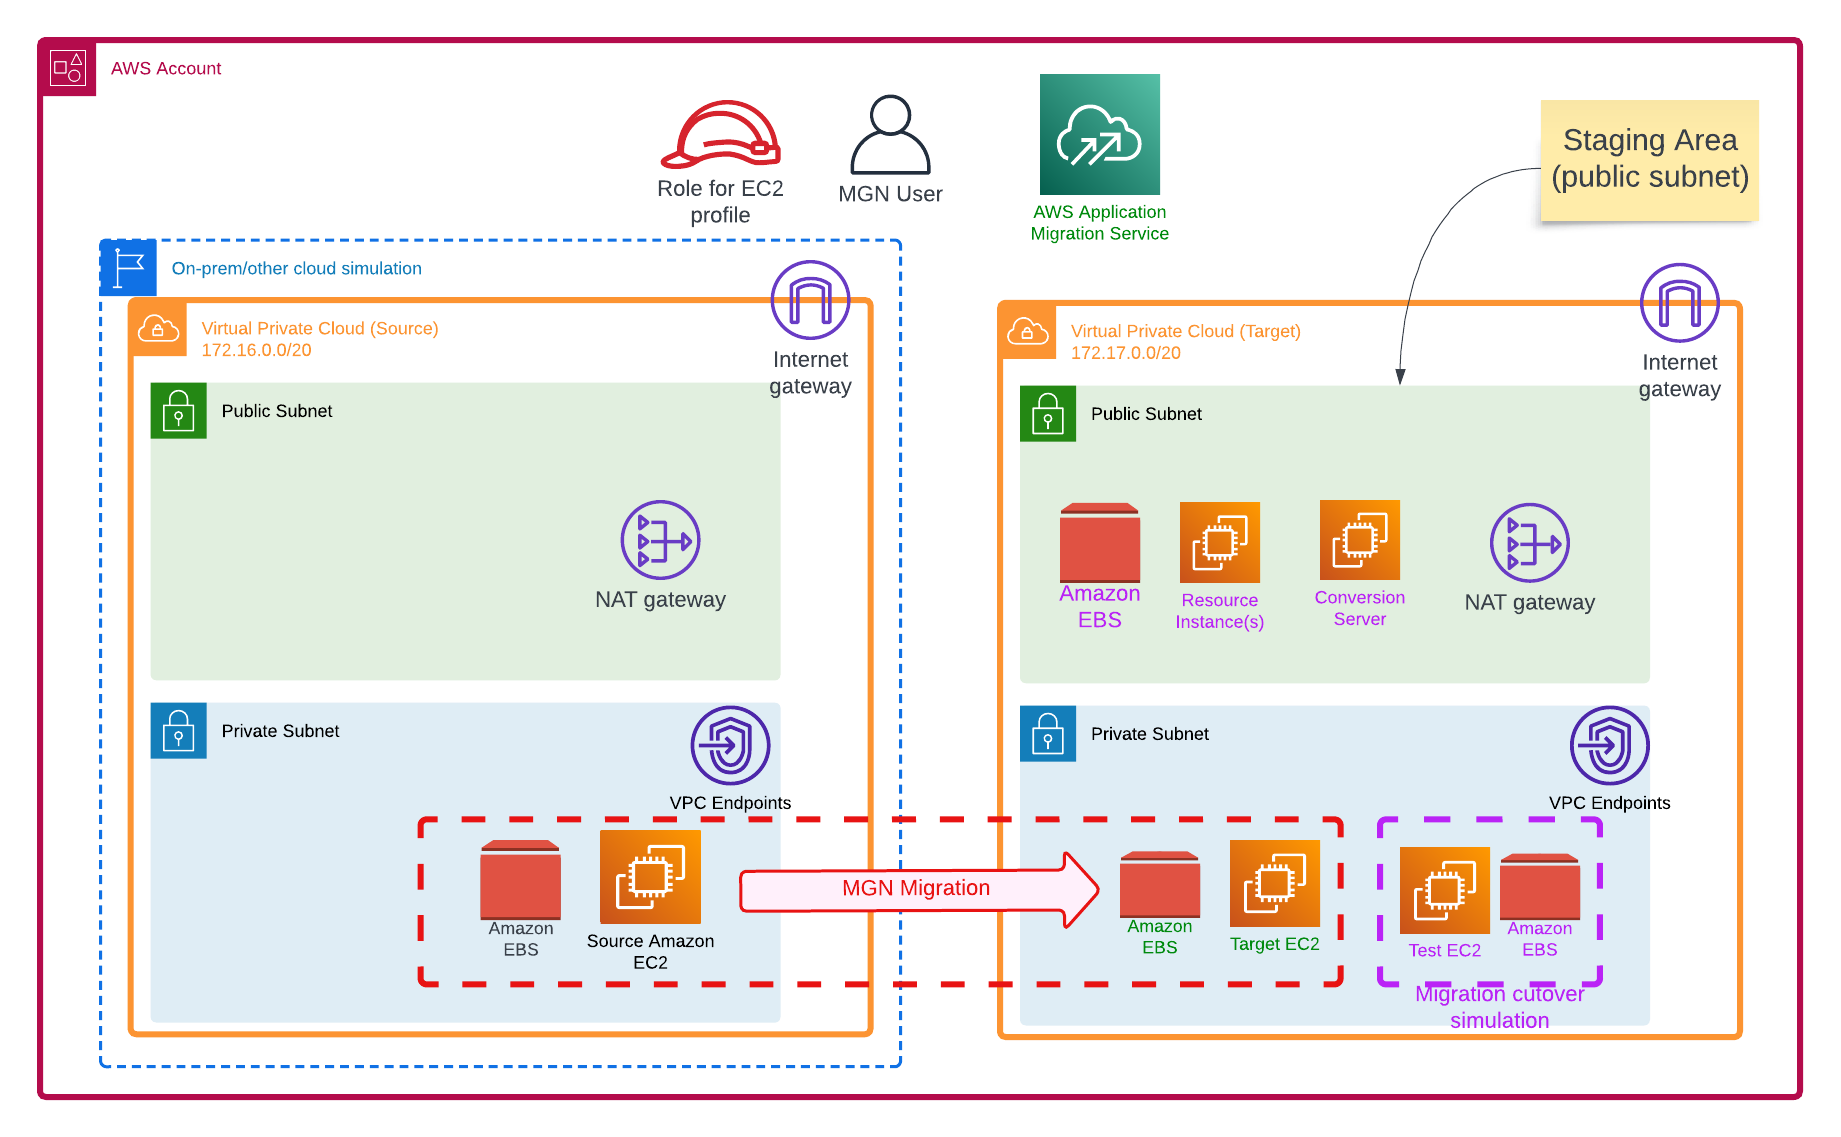 AWS Account
Role for EC2
profile
MGN User
AWS Application
Migration Service
Staging Area
(public subnet)
On-prem/other cloud simulation
Virtual Private Cloud (Source)
172.16.0.0/20
Internet
gateway
Public Subnet
NAT gateway
Private Subnet
VPC Endpoints
Amazon
EBS
Source Amazon
EC2
MGN Migration
Virtual Private Cloud (Target)
172.17.0.0/20
Internet
gateway
Public Subnet
Amazon
EBS
Resource
Instance(s)
Conversion
Server
NAT gateway
Private Subnet
VPC Endpoints
Amazon
EBS
Target EC2
Test EC2
Amazon
EBS
Migration cutover
simulation